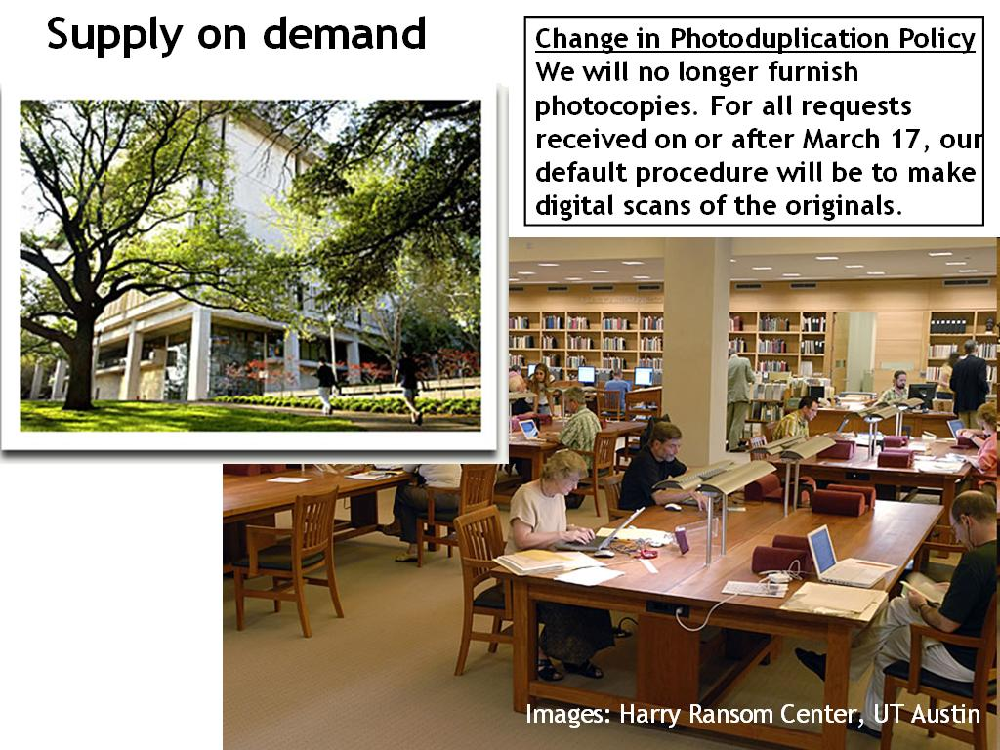 Supply on demand
Change in Photoduplication Policy
We will no longer furnish
photocopies. For all requests
received on or after March 17, our
default procedure will be to make
digital scans of the originals.
Images: Harry Ransom Center, UT Austin